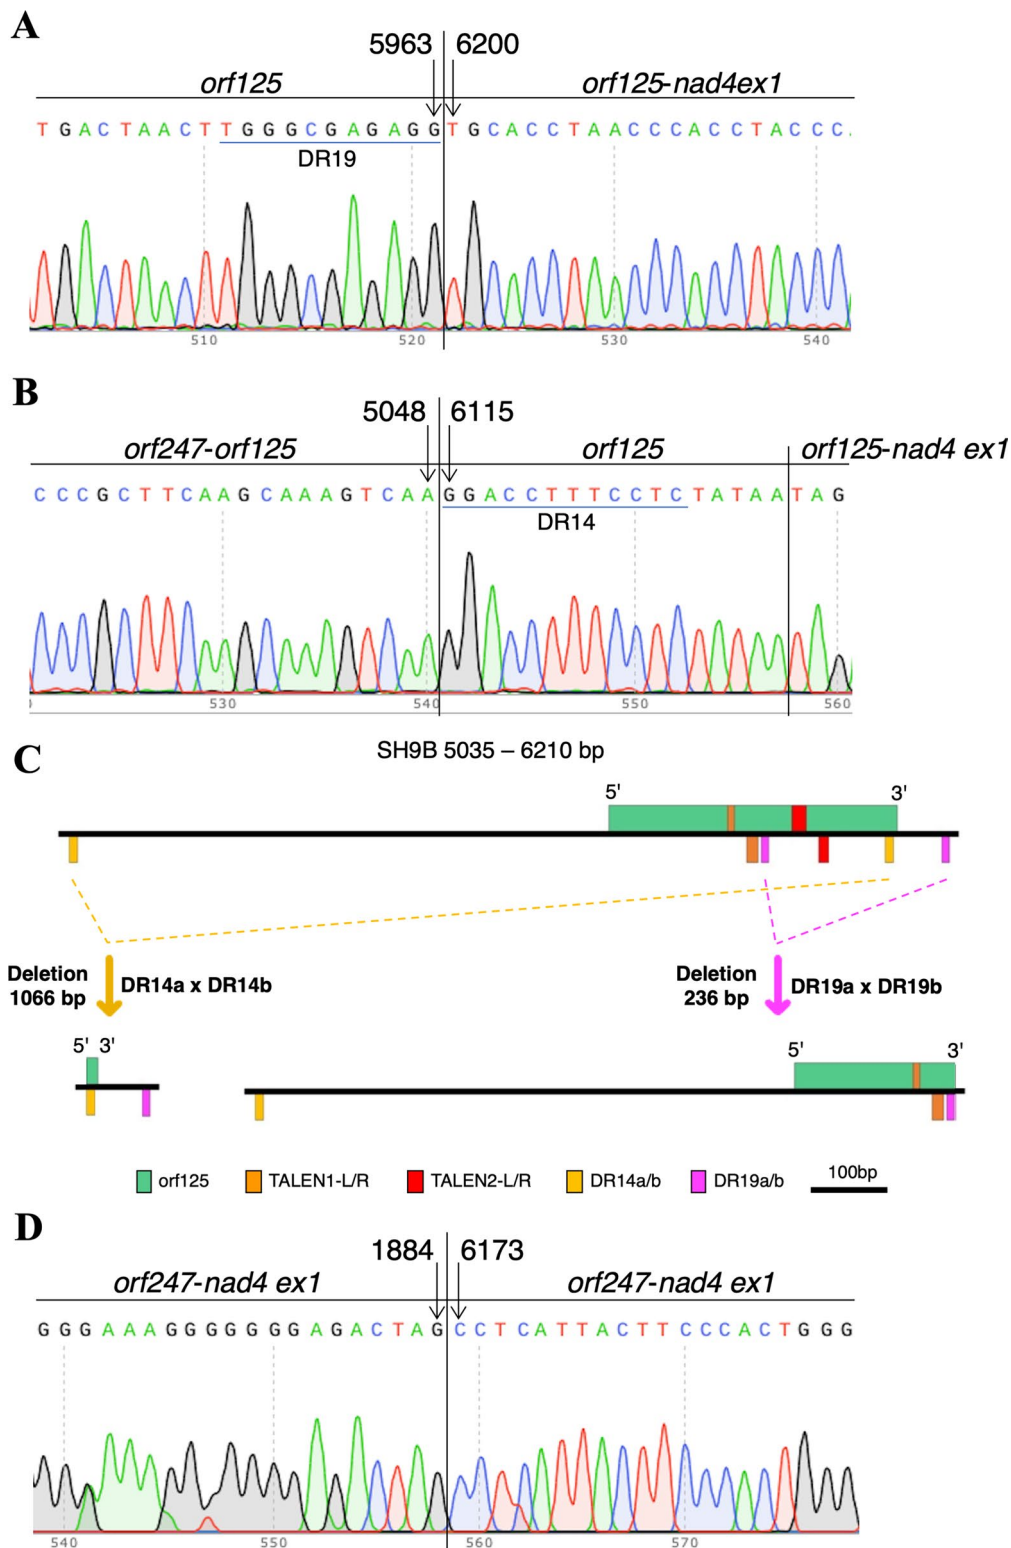 A
5963 6200
orf125 orf125-nad4ex1
T G A C T A A C T T G G G C G A G A G G T G C A C C T A A C C C A C C T A C C C .
DR19
510 520 530 540
B
5048 6115
orf247-orf125 orf125 orf125-nad4 ex1
C C C G C T T C A A G C A A A G T C A A G G A C C T T T C C T C T A T A A T A G
DR14
530 540 550 560
C
SH9B 5035 – 6210 bp
5' 3'
Deletion 1066 bp
DR14a x DR14b
Deletion 236 bp
DR19a x DR19b
5' 3'
5' 3'
orf125 TALEN1-L/R TALEN2-L/R DR14a/b DR19a/b 100bp
D
1884 6173
orf247-nad4 ex1 orf247-nad4 ex1
G G G A A A G G G G G G G A G A C T A G C C T C A T T A C T T C C C A C T G G G
540 550 560 570